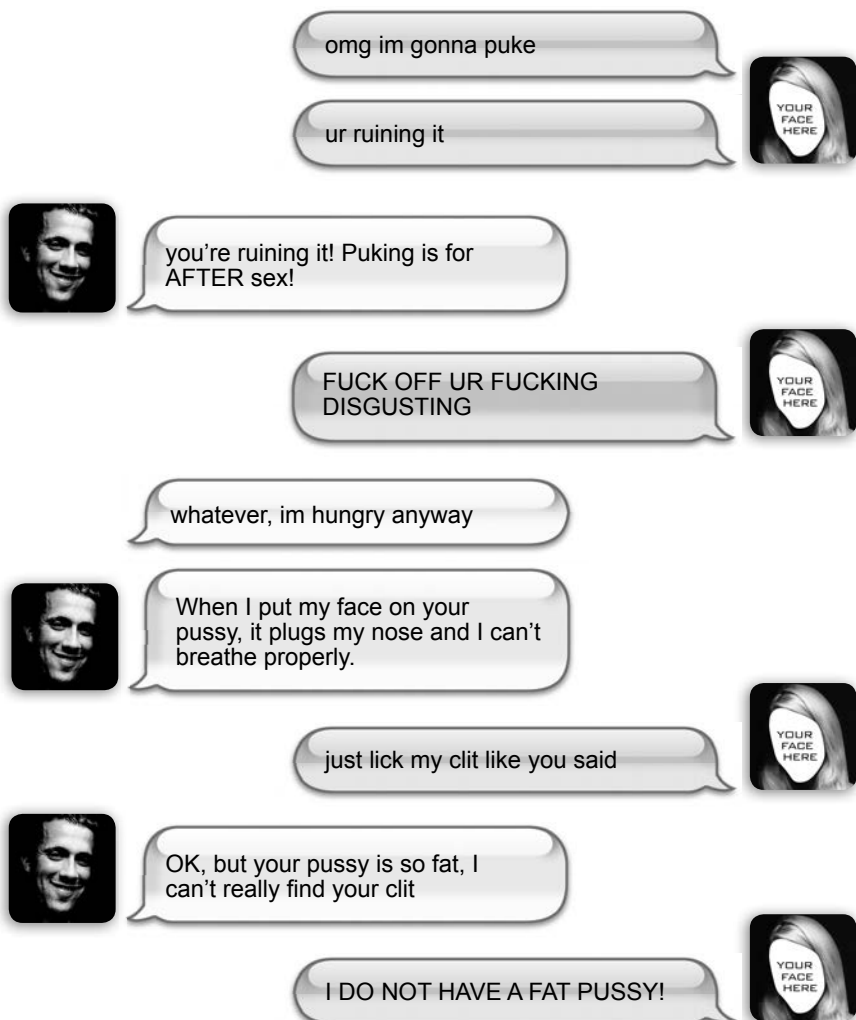 omg im gonna puke
YOUR
FACE
HERE
ur ruining it
you’re ruining it! Puking is for
AFTER sex!
YOUR
FACE
HERE
FUCK OFF UR FUCKING
DISGUSTING
whatever, im hungry anyway
When I put my face on your
pussy, it plugs my nose and I can’t
breathe properly.
YOUR
FACE
HERE
just lick my clit like you said
OK, but your pussy is so fat, I
can’t really find your clit
YOUR
FACE
HERE
I DO NOT HAVE A FAT PUSSY!